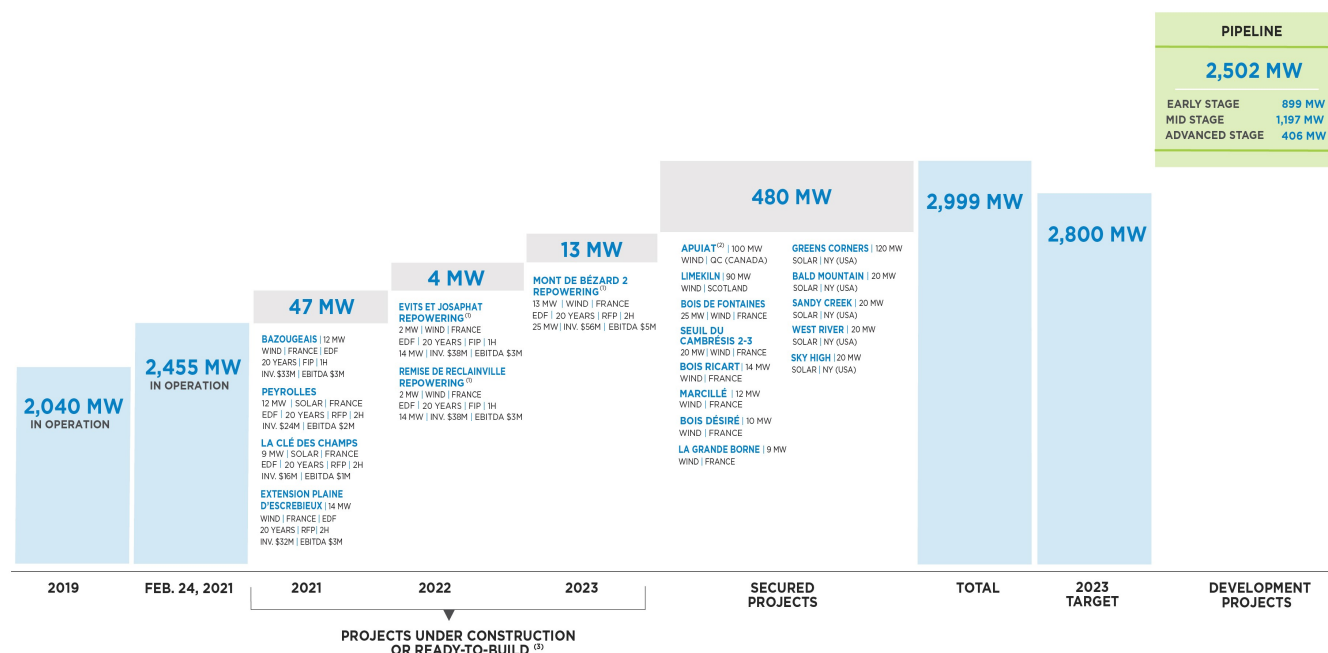 PIPELINE
2,502 MW
EARLY STAGE 899 MW
MID STAGE 1,197 MW
ADVANCED STAGE 406 MW
2,040 MW
IN OPERATION
2,455 MW
IN OPERATION
47 MW
BAZOUGEAIS | 12 MW
WIND | FRANCE | EDF
20 YEARS | FIP | 1H
INV. $33M | EBITDA $3M
PEYROLLES
12 MW | SOLAR | FRANCE
EDF | 20 YEARS | RFP | 2H
INV. $24M | EBITDA $2M
LA CLÉ DES CHAMPS
9 MW | SOLAR | FRANCE
EDF | 20 YEARS | RFP | 2H
INV. $16M | EBITDA $1M
EXTENSION PLAINE
D'ESCREBIEUX | 14 MW
WIND | FRANCE | EDF
20 YEARS | RFP | 2H
INV. $32M | EBITDA $3M
4 MW
EVITS ET JOSAPHAT
REPOWERING (1)
2 MW | WIND | FRANCE
EDF | 20 YEARS | FIP | 1H
14 MW | INV. $38M | EBITDA $3M
REMISE DE RECLAINVILLE
REPOWERING (1)
2 MW | WIND | FRANCE
EDF | 20 YEARS | FIP | 1H
14 MW | INV. $38M | EBITDA $3M
13 MW
MONT DE BÉZARD 2
REPOWERING (1)
13 MW | WIND | FRANCE
EDF | 20 YEARS | RFP | 2H
25 MW | INV. $56M | EBITDA $5M
480 MW
APUIAT (2) | 100 MW
WIND | QC (CANADA)
LIMEKILN | 90 MW
WIND | SCOTLAND
BOIS DE FONTAINES
25 MW | WIND | FRANCE
SEUIL DU
CAMBRÉSIS 2-3
20 MW | WIND | FRANCE
BOIS RICART | 14 MW
WIND | FRANCE
MARCILLÉ | 12 MW
WIND | FRANCE
BOIS DÉSIRÉ | 10 MW
WIND | FRANCE
LA GRANDE BORNE | 9 MW
WIND | FRANCE
GREENS CORNERS | 120 MW
SOLAR | NY (USA)
BALD MOUNTAIN | 20 MW
SOLAR | NY (USA)
SANDY CREEK | 20 MW
SOLAR | NY (USA)
WEST RIVER | 20 MW
SOLAR | NY (USA)
SKY HIGH | 20 MW
SOLAR | NY (USA)
2,999 MW
2,800 MW
2019
FEB. 24, 2021
2021
2022
2023
SECURED
PROJECTS
TOTAL
2023
TARGET
DEVELOPMENT
PROJECTS
PROJECTS UNDER CONSTRUCTION
OR READY-TO-BUILD (3)